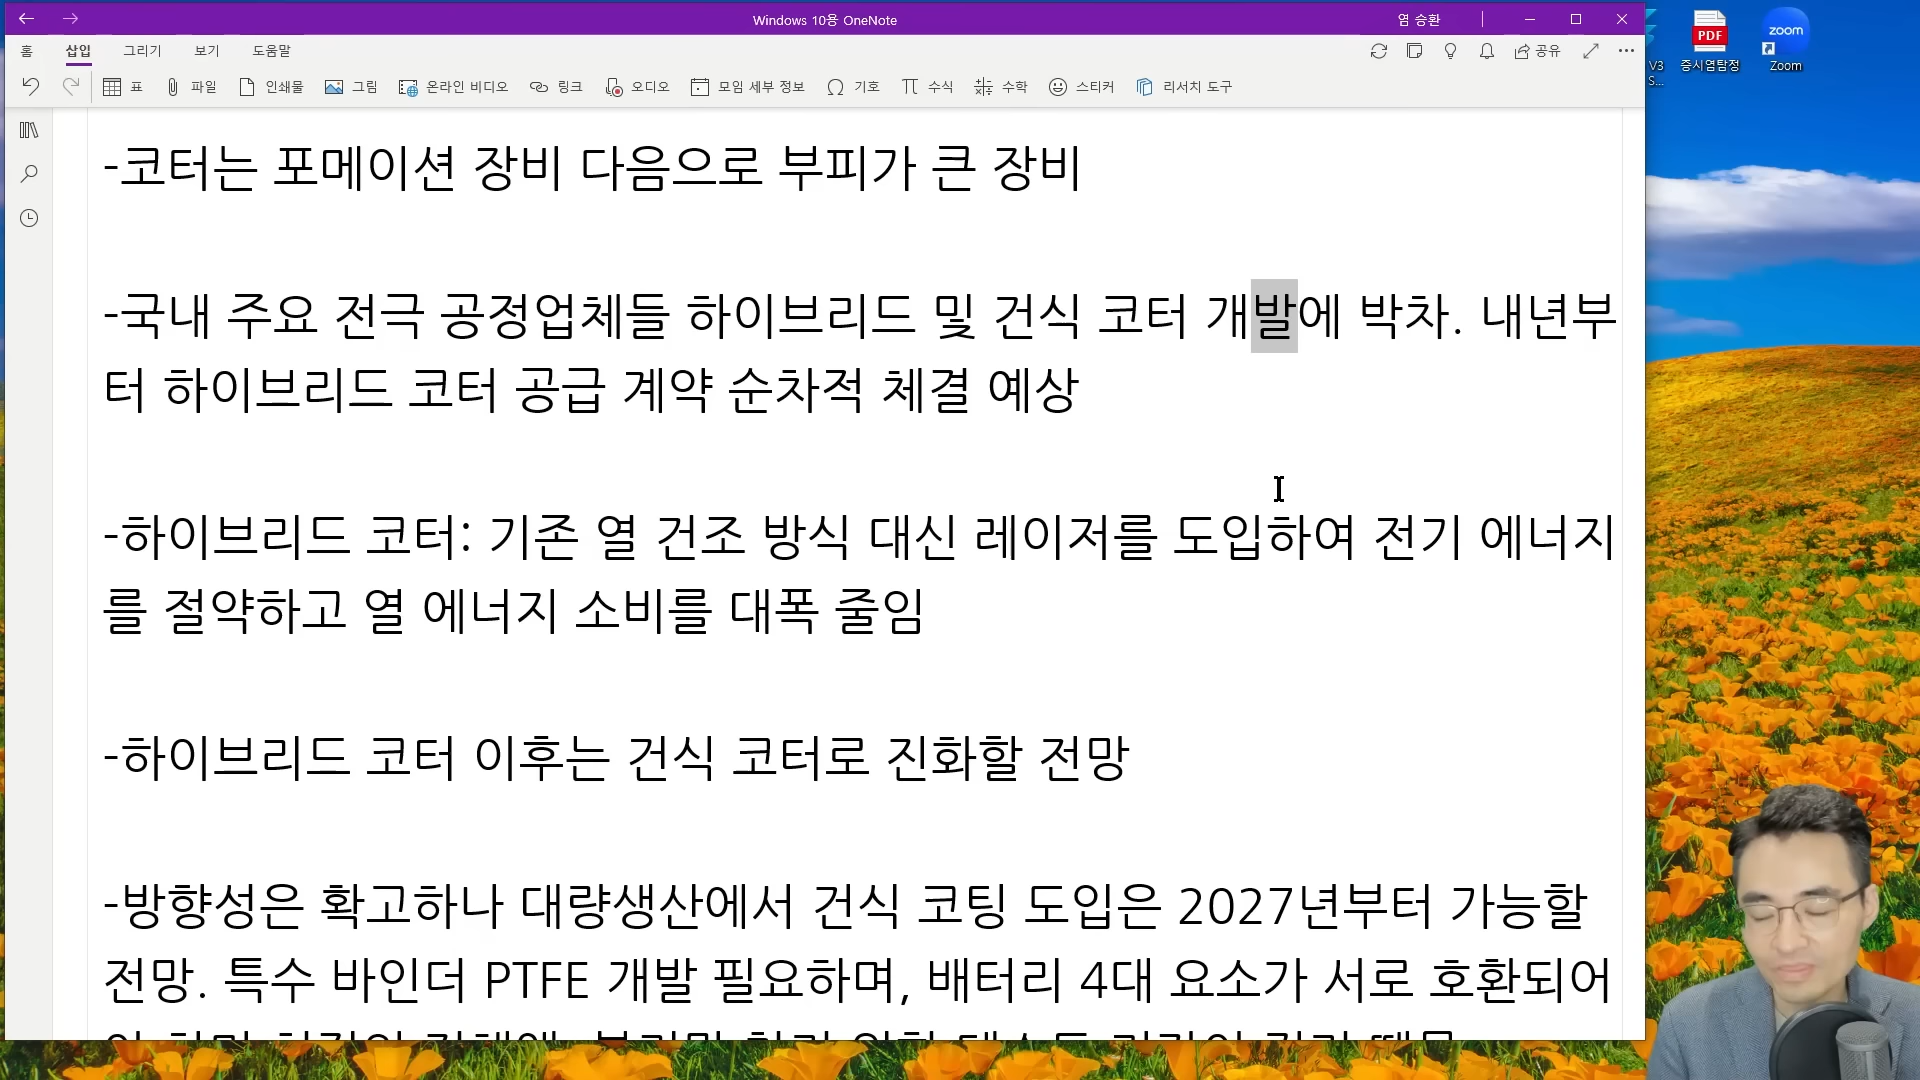 Windows 10용 OneNote
염 승환
홈 삽입 그리기 보기 도움말
공유
표 파일 인쇄물 그림 온라인 비디오 링크 오디오 모임 세부 정보 기호 수식 수학 스티커 리서치 도구
V3
S...
PDF
증시염탐정
zoom
Zoom
-코터는 포메이션 장비 다음으로 부피가 큰 장비
-국내 주요 전극 공정업체들 하이브리드 및 건식 코터 개발에 박차. 내년부
터 하이브리드 코터 공급 계약 순차적 체결 예상
-하이브리드 코터: 기존 열 건조 방식 대신 레이저를 도입하여 전기 에너지
를 절약하고 열 에너지 소비를 대폭 줄임
-하이브리드 코터 이후는 건식 코터로 진화할 전망
-방향성은 확고하나 대량생산에서 건식 코팅 도입은 2027년부터 가능할
전망. 특수 바인더 PTFE 개발 필요하며, 배터리 4대 요소가 서로 호환되어